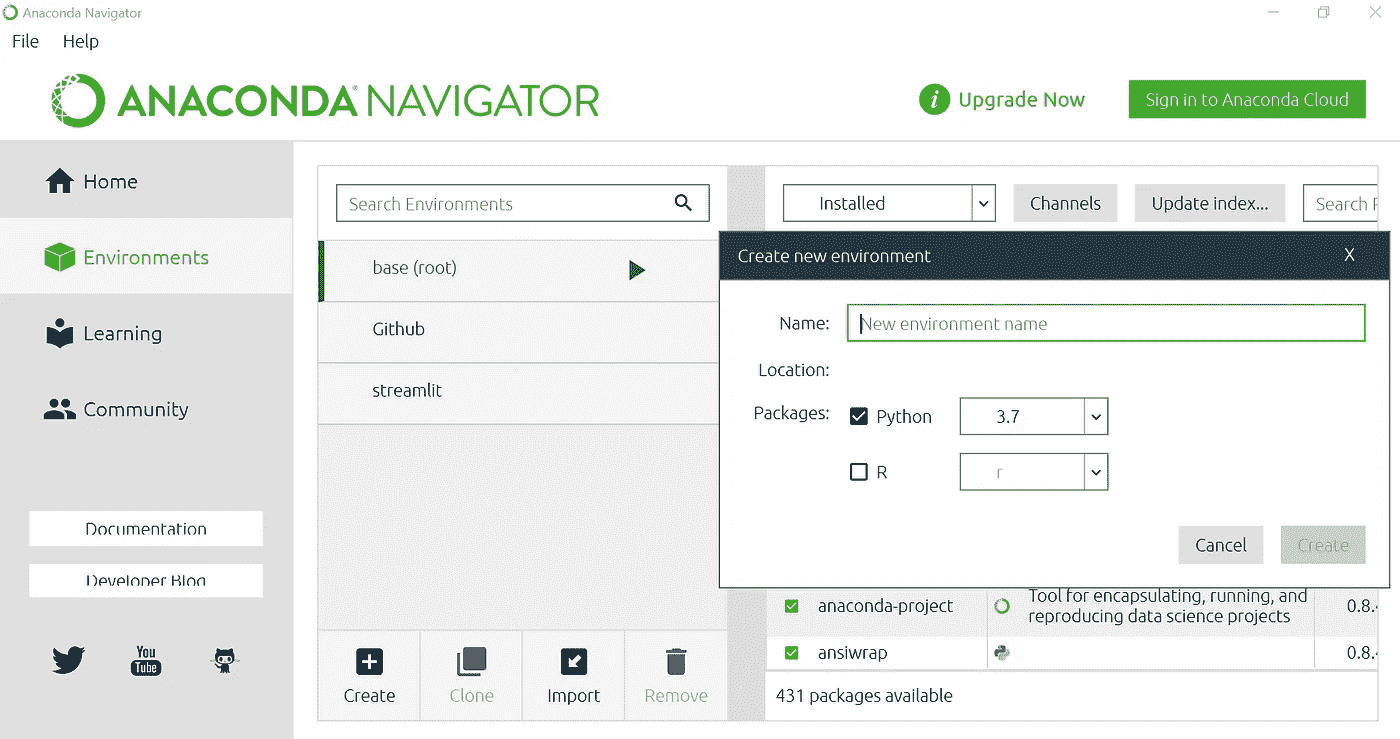 Anaconda Navigator
File Help
ANACONDA NAVIGATOR
Upgrade Now
Sign in to Anaconda Cloud
Home
Environments
Learning
Community
Documentation
Developer Blog
You
Tube
Search Environments
base (root)
Github
streamlit
Create
Clone
Import
Remove
Installed
Channels
Update index...
Search
Create new environment
X
Name: New environment name
Location:
Packages: Python 3.7
R r
Cancel
Create
anaconda-project
Tool for encapsulating, running, and
reproducing data science projects
0.8.
ansiwrap
0.8.
431 packages available